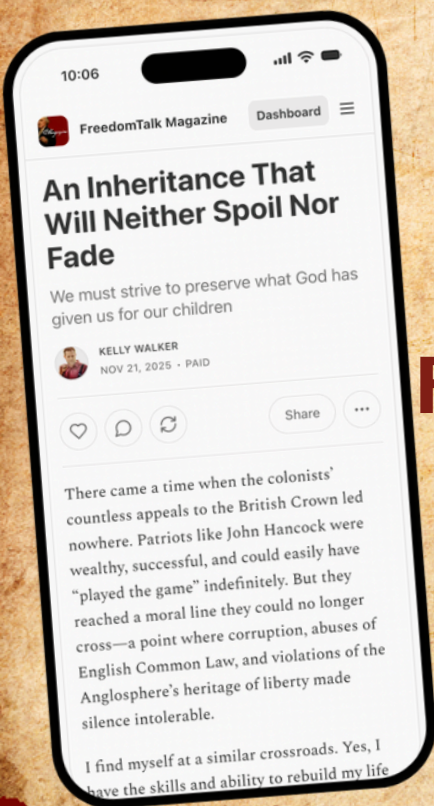 10:06
FreedomTalk Magazine
Dashboard
An Inheritance That
Will Neither Spoil Nor
Fade
We must strive to preserve what God has
given us for our children
KELLY WALKER
NOV 21, 2025 • PAID
Share
There came a time when the colonists’
countless appeals to the British Crown led
nowhere. Patriots like John Hancock were
wealthy, successful, and could easily have
“played the game” indefinitely. But they
reached a moral line they could no longer
cross—a point where corruption, abuses of
English Common Law, and violations of the
Anglosphere’s heritage of liberty made
silence intolerable.
I find myself at a similar crossroads. Yes, I
have the skills and ability to rebuild my life